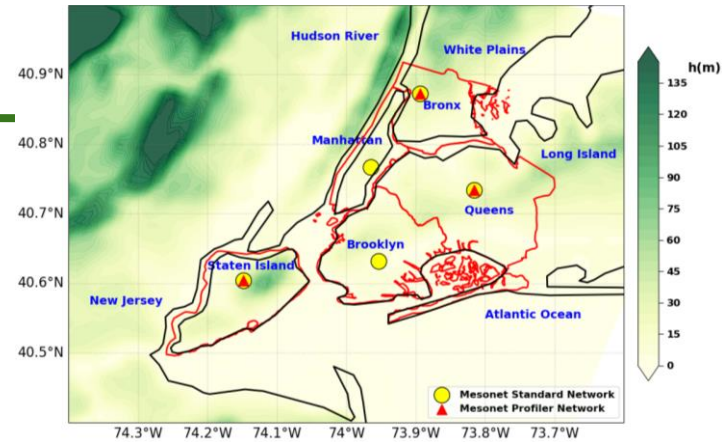 Hudson River
White Plains
h(m)
40.9°N
135
Bronx
120
Manhattan
40.8°N
105
Long Island
90
40.7°N
Queens
75
Brooklyn
60
Staten Island
40.6°N
45
New Jersey
Atlantic Ocean
30
40.5°N
15
0
Mesonet Standard Network
Mesonet Profiler Network
74.3°W 74.2°W 74.1°W 74°W 73.9°W 73.8°W 73.7°W